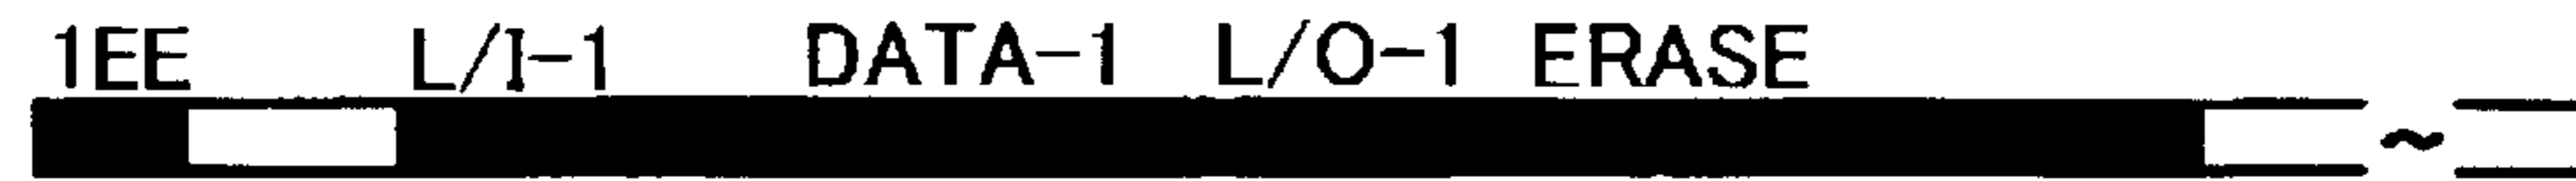 1EE L/I-1 DATA-1 L/O-1 ERASE
~